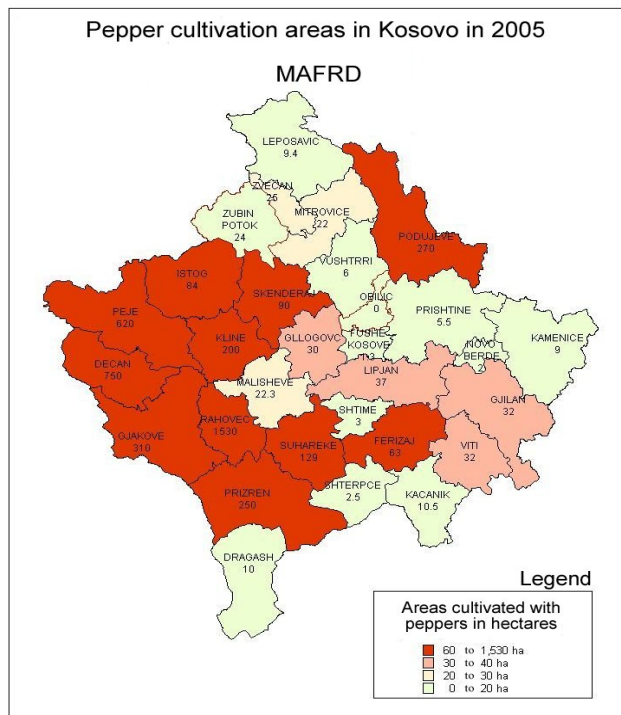 Pepper cultivation areas in Kosovo in 2005
MAFRD
LEPOSAVIC
9.4
ZVECAN
25
MITROVICE
22
ZUBIN
POTOK
24
PODUJEVE
270
VUSHTRRI
6
ISTOG
84
SKENDERAJ
90
OBILIC
0
PEJE
620
PRISHTINE
5.5
KLINE
200
GLLOGOVC
30
FUSHE
KOSOVE
KAMENICE
9
NOVO
BERDE
2
DECAN
750
LIPJAN
37
MALISHEVE
22.3
GJILAN
32
SHTIME
3
RAHOVEC
1530
GJAKOVE
310
SUHAREKE
129
FERIZAJ
63
VITI
32
SHTERPCE
2.5
KACANIK
10.5
PRIZREN
250
DRAGASH
10
Legend
Areas cultivated with
peppers in hectares
60 to 1,530 ha
30 to 40 ha
20 to 30 ha
0 to 20 ha